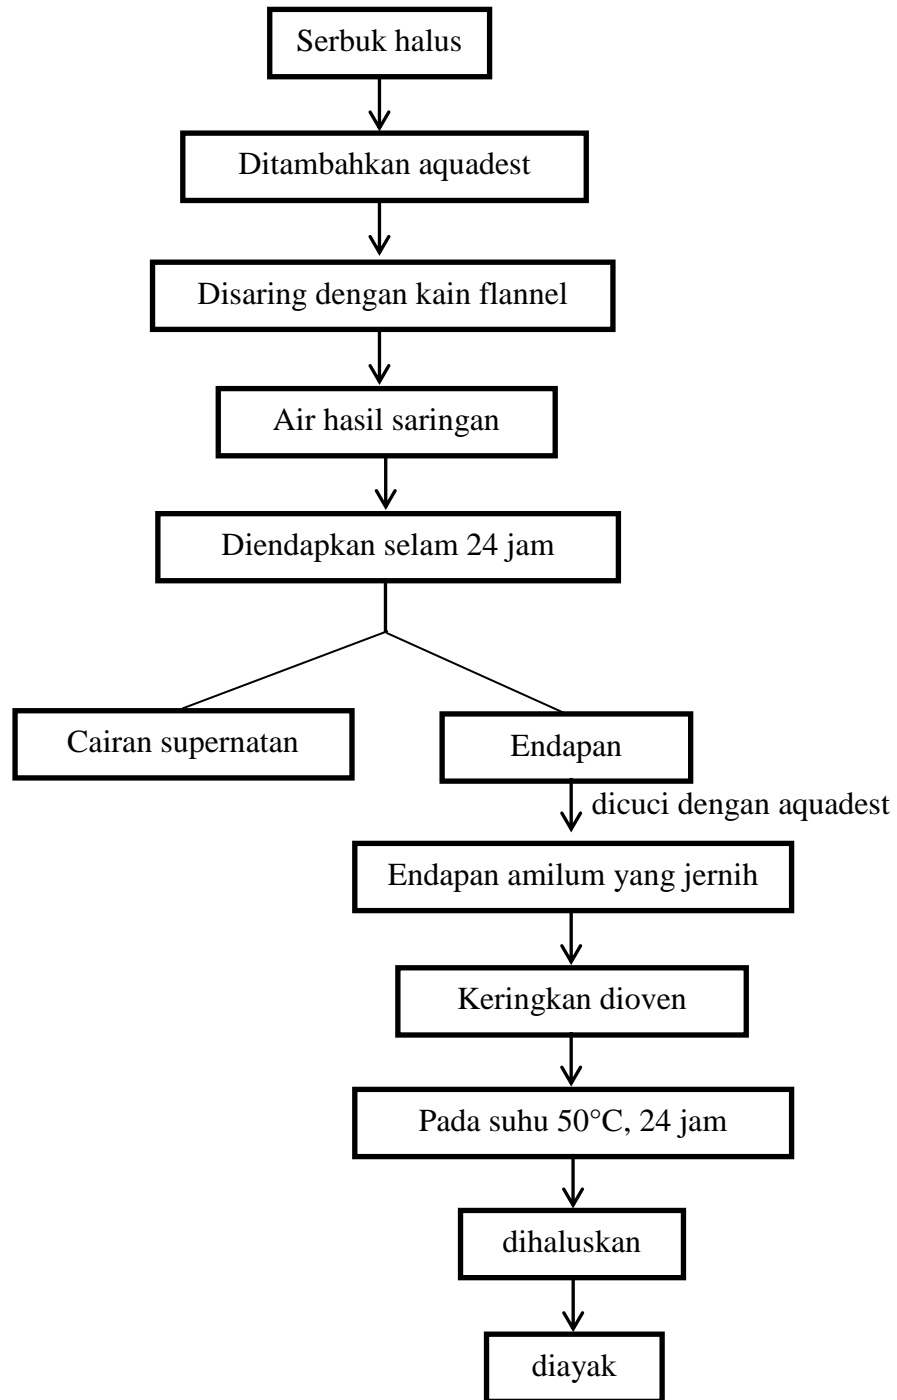 Serbuk halus
Ditambahkan aquadest
Disaring dengan kain flannel
Air hasil saringan
Diendapkan selam 24 jam
Cairan supernatan
Endapan
dicuci dengan aquadest
Endapan amilum yang jernih
Keringkan dioven
Pada suhu 50°C, 24 jam
dihaluskan
diayak